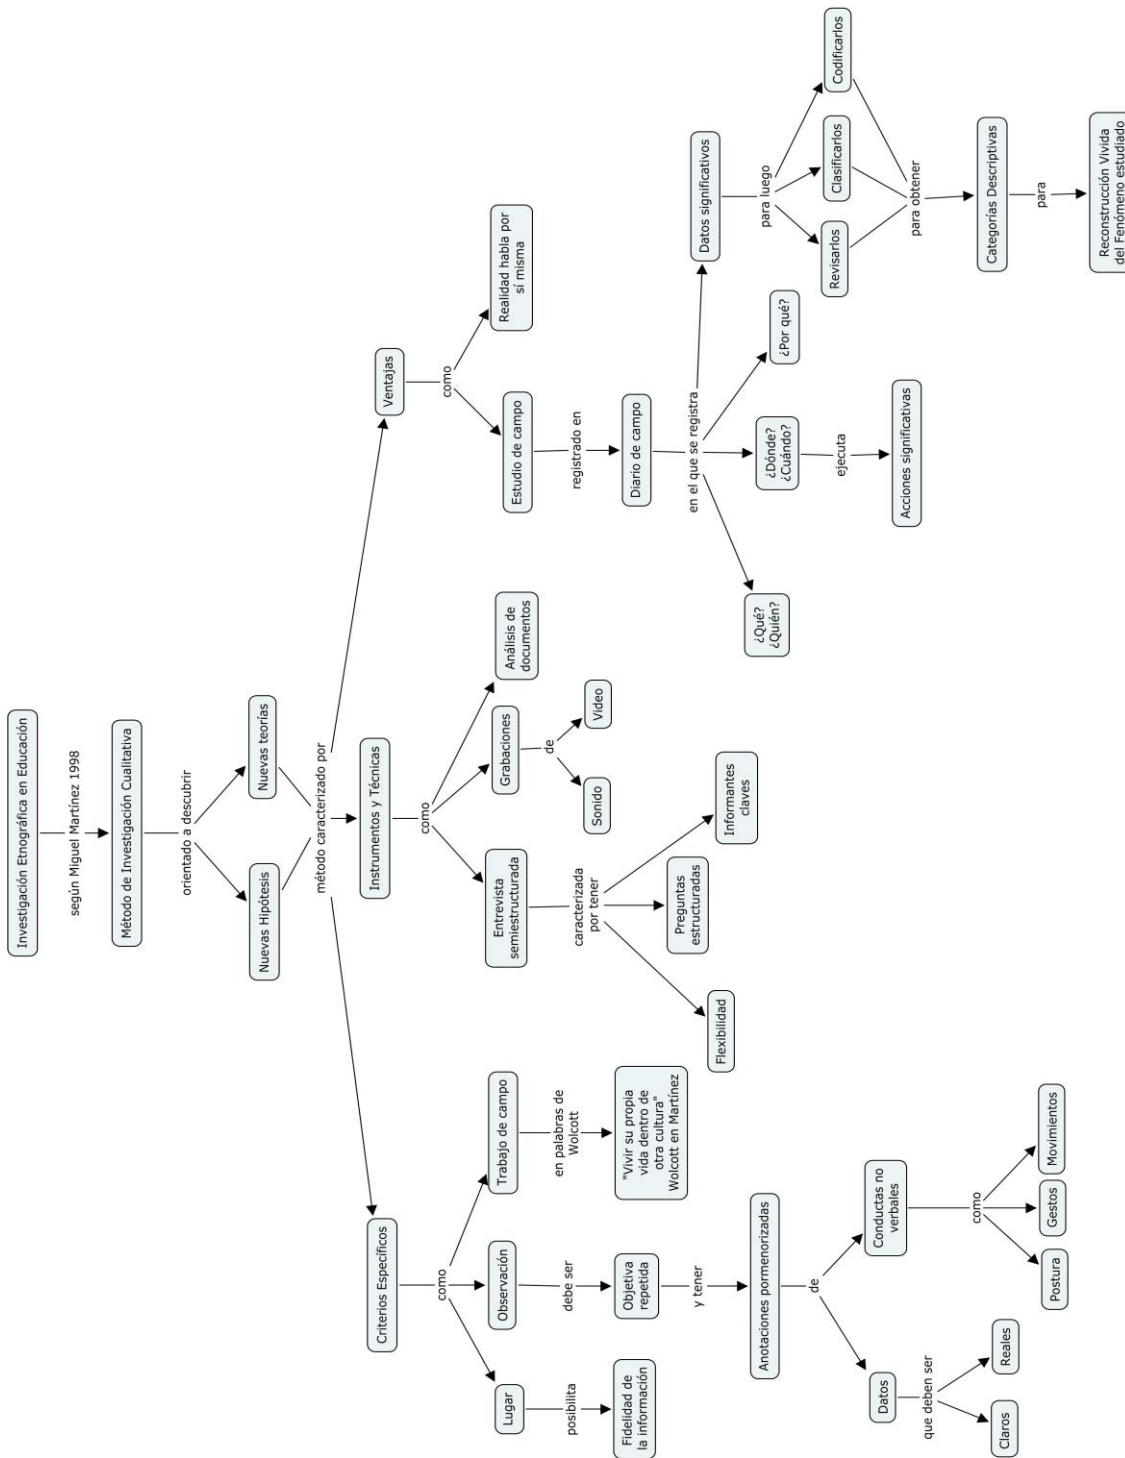 Investigación Etnográfica en Educación
según Miguel Martínez 1998
Método de Investigación Cualitativa
orientado a descubrir
Nuevas Hipótesis
Nuevas teorías
método caracterizado por
Criterios Específicos
como
Lugar
posibilita
Fidelidad de
la información
Observación
debe ser
Objetiva
repetida
y tener
Anotaciones pormenorizadas
de
Datos
que deben ser
Claros
Reales
Conductas no
verbales
como
Postura
Gestos
Movimientos
Trabajo de campo
en palabras de
Wolcott
"Vivir su propia
vida dentro de
otra cultura"
Wolcott en Martínez
Instrumentos y Técnicas
como
Entrevista
semiestructurada
caracterizada
por tener
Flexibilidad
Preguntas
estructuradas
Informantes
claves
Grabaciones
de
Sonido
Video
Análisis de
documentos
Ventajas
como
Estudio de campo
registrado en
Diario de campo
en el que se registra
¿Qué?
¿Quién?
¿Dónde?
¿Cuándo?
ejecuta
Acciones significativas
¿Por qué?
Datos significativos
para luego
Revisarlos
Clasificarlos
Codificarlos
para obtener
Categorías Descriptivas
para
Reconstrucción Vivida
del Fenómeno estudiado
Realidad habla por
sí misma